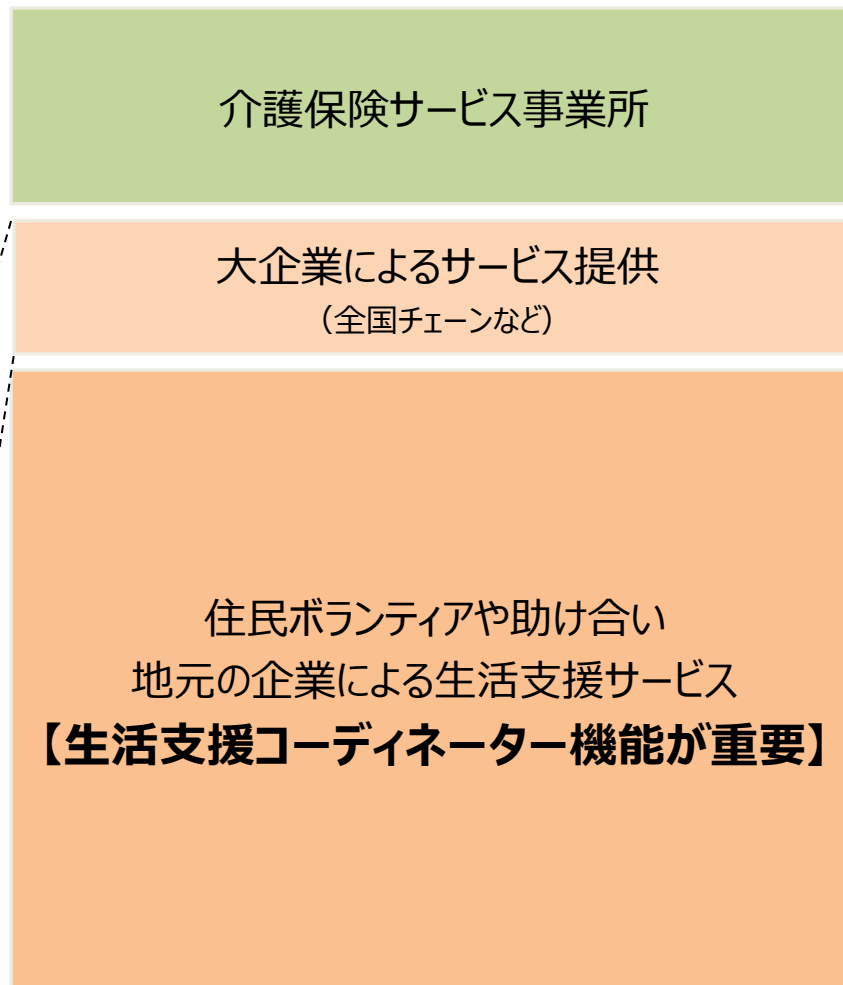 介護保険サービス事業所
大企業によるサービス提供
（全国チェーンなど）
住民ボランティアや助け合い
地元の企業による生活支援サービス
【生活支援コーディネーター機能が重要】